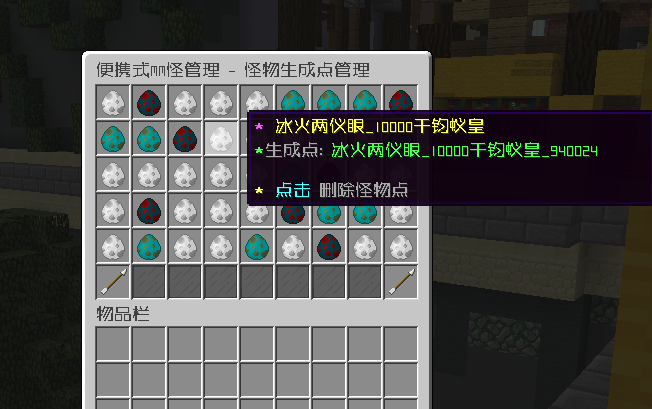 便携式mm怪管理 - 怪物生成点管理
* 冰火两仪眼_10000千钧蚁皇
*生成点: 冰火两仪眼_10000千钧蚁皇_940024
* 点击 删除怪物点
物品栏